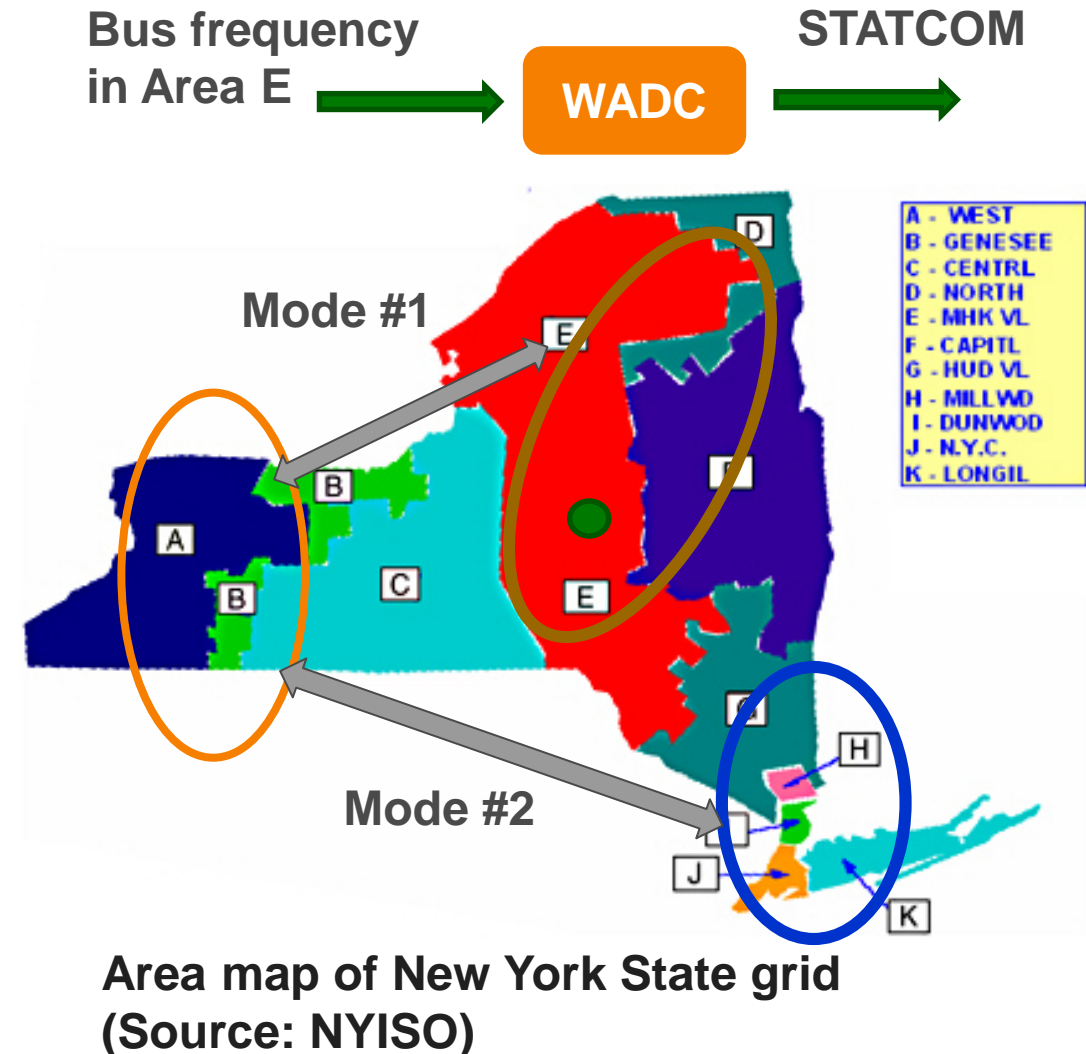 Bus frequency
in Area E
WADC
STATCOM
A - WEST
B - GENESEE
C - CENTRL
D - NORTH
E - MHK VL
F - CAPITL
G - HUD VL
H - MILLWD
I - DUNWOD
J - N.Y.C.
K - LONGIL
D
Mode #1
E
B
A
B
C
E
G
H
Mode #2
J
K
Area map of New York State grid
(Source: NYISO)